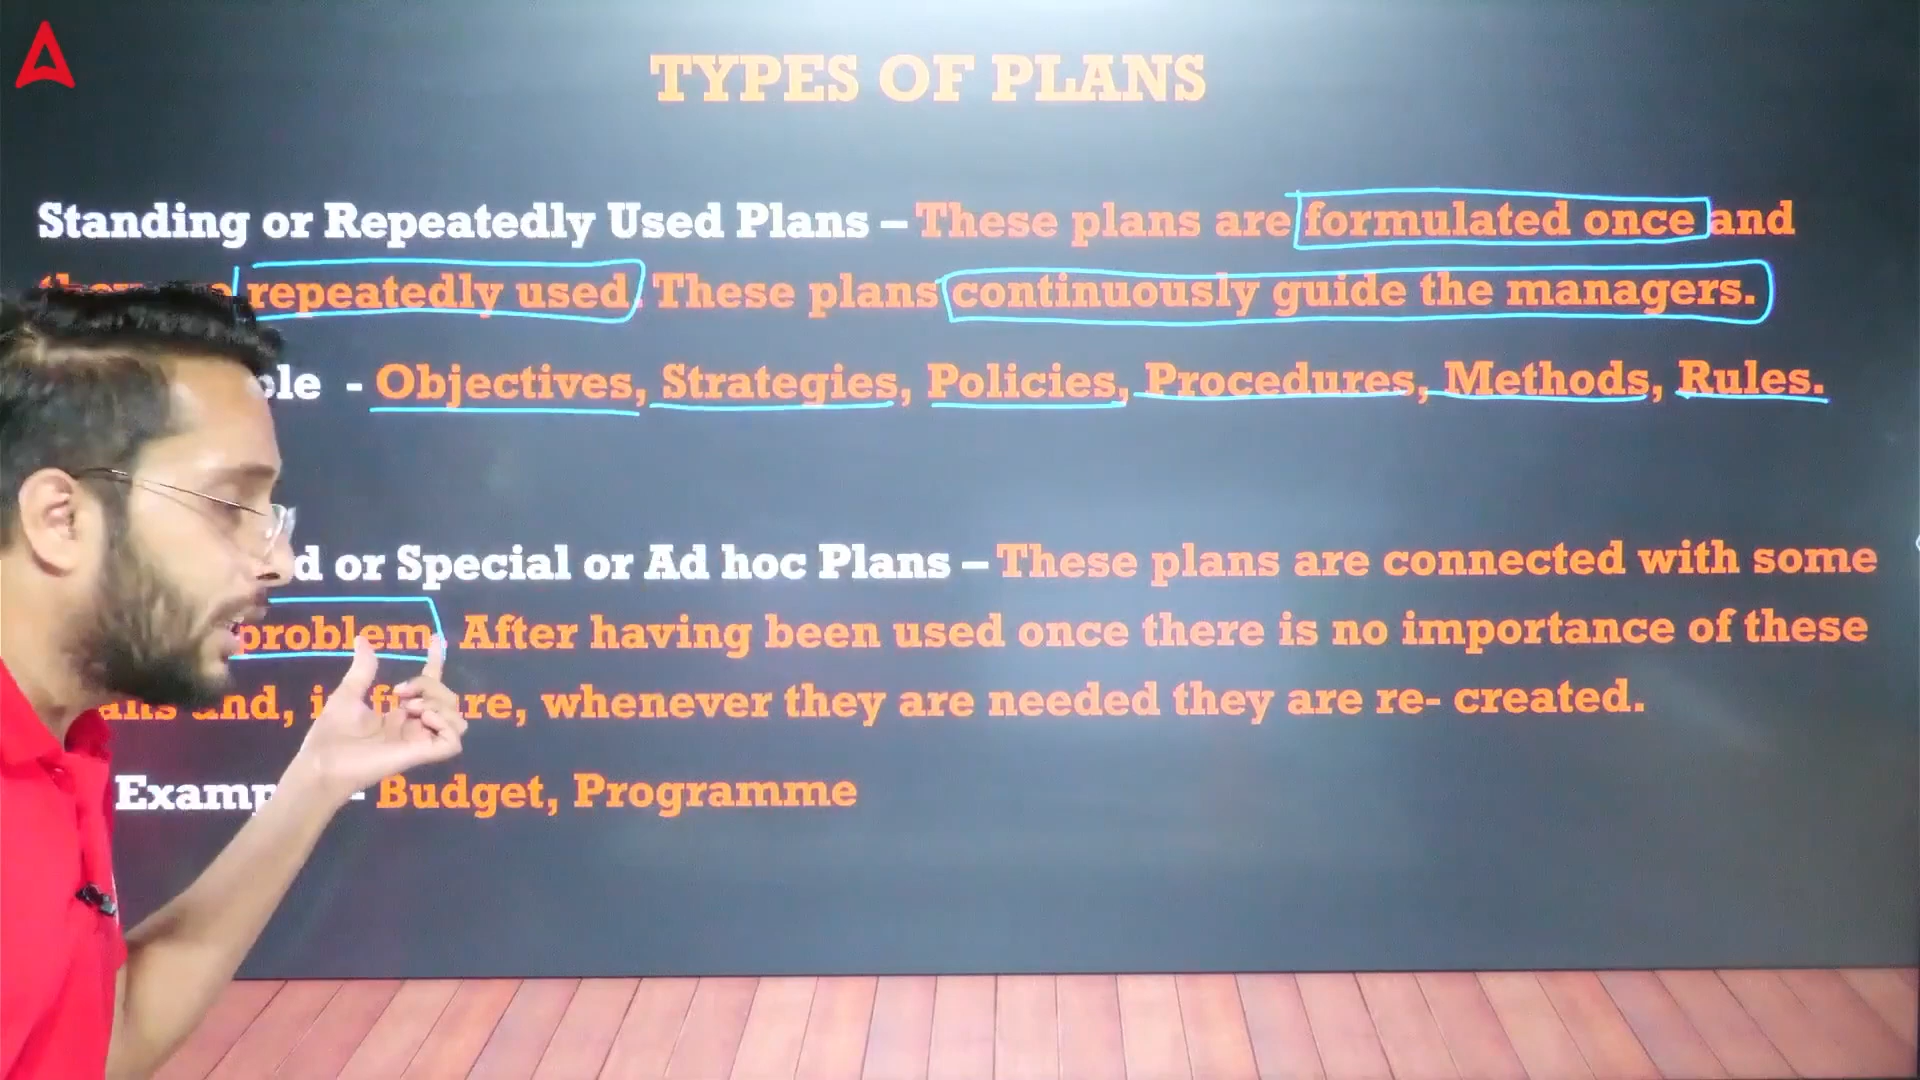 TYPES OF PLANS
Standing or Repeatedly Used Plans – These plans are formulated once and
repeatedly used. These plans continuously guide the managers.
- Objectives, Strategies, Policies, Procedures, Methods, Rules.
or Special or Ad hoc Plans – These plans are connected with some
problem. After having been used once there is no importance of these
and, whenever they are needed they are re- created.
- Budget, Programme